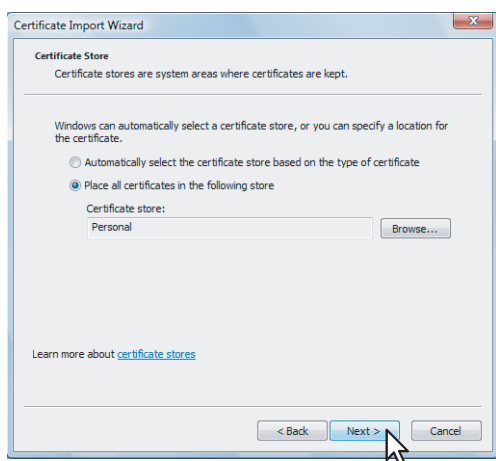 Certificate Import Wizard
Certificate Store
Certificate stores are system areas where certificates are kept.
Windows can automatically select a certificate store, or you can specify a location for
the certificate.
Automatically select the certificate store based on the type of certificate
Place all certificates in the following store
Certificate store:
Personal
Browse...
Learn more about certificate stores
< Back
Next >
Cancel